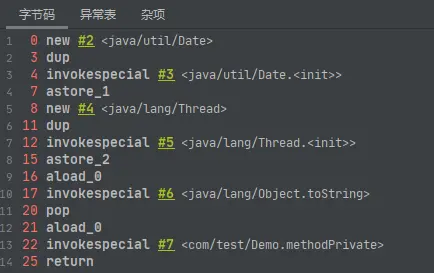 字节码 异常表 杂项
1 0 new #2 <java/util/Date>
2 3 dup
3 4 invokespecial #3 <java/util/Date.<init>>
4 7 astore_1
5 8 new #4 <java/lang/Thread>
6 11 dup
7 12 invokespecial #5 <java/lang/Thread.<init>>
8 15 astore_2
9 16 aload_0
10 17 invokespecial #6 <java/lang/Object.toString>
11 20 pop
12 21 aload_0
13 22 invokespecial #7 <com/test/Demo.methodPrivate>
14 25 return